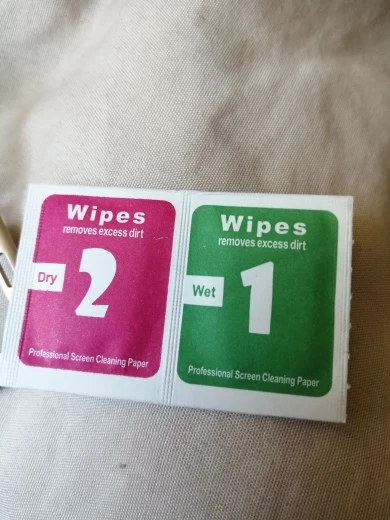 Wipes
removes excess dirt
Dry
2
Professional Screen Cleaning Paper
Wipes
removes excess dirt
Wet
1
Professional Screen Cleaning Paper